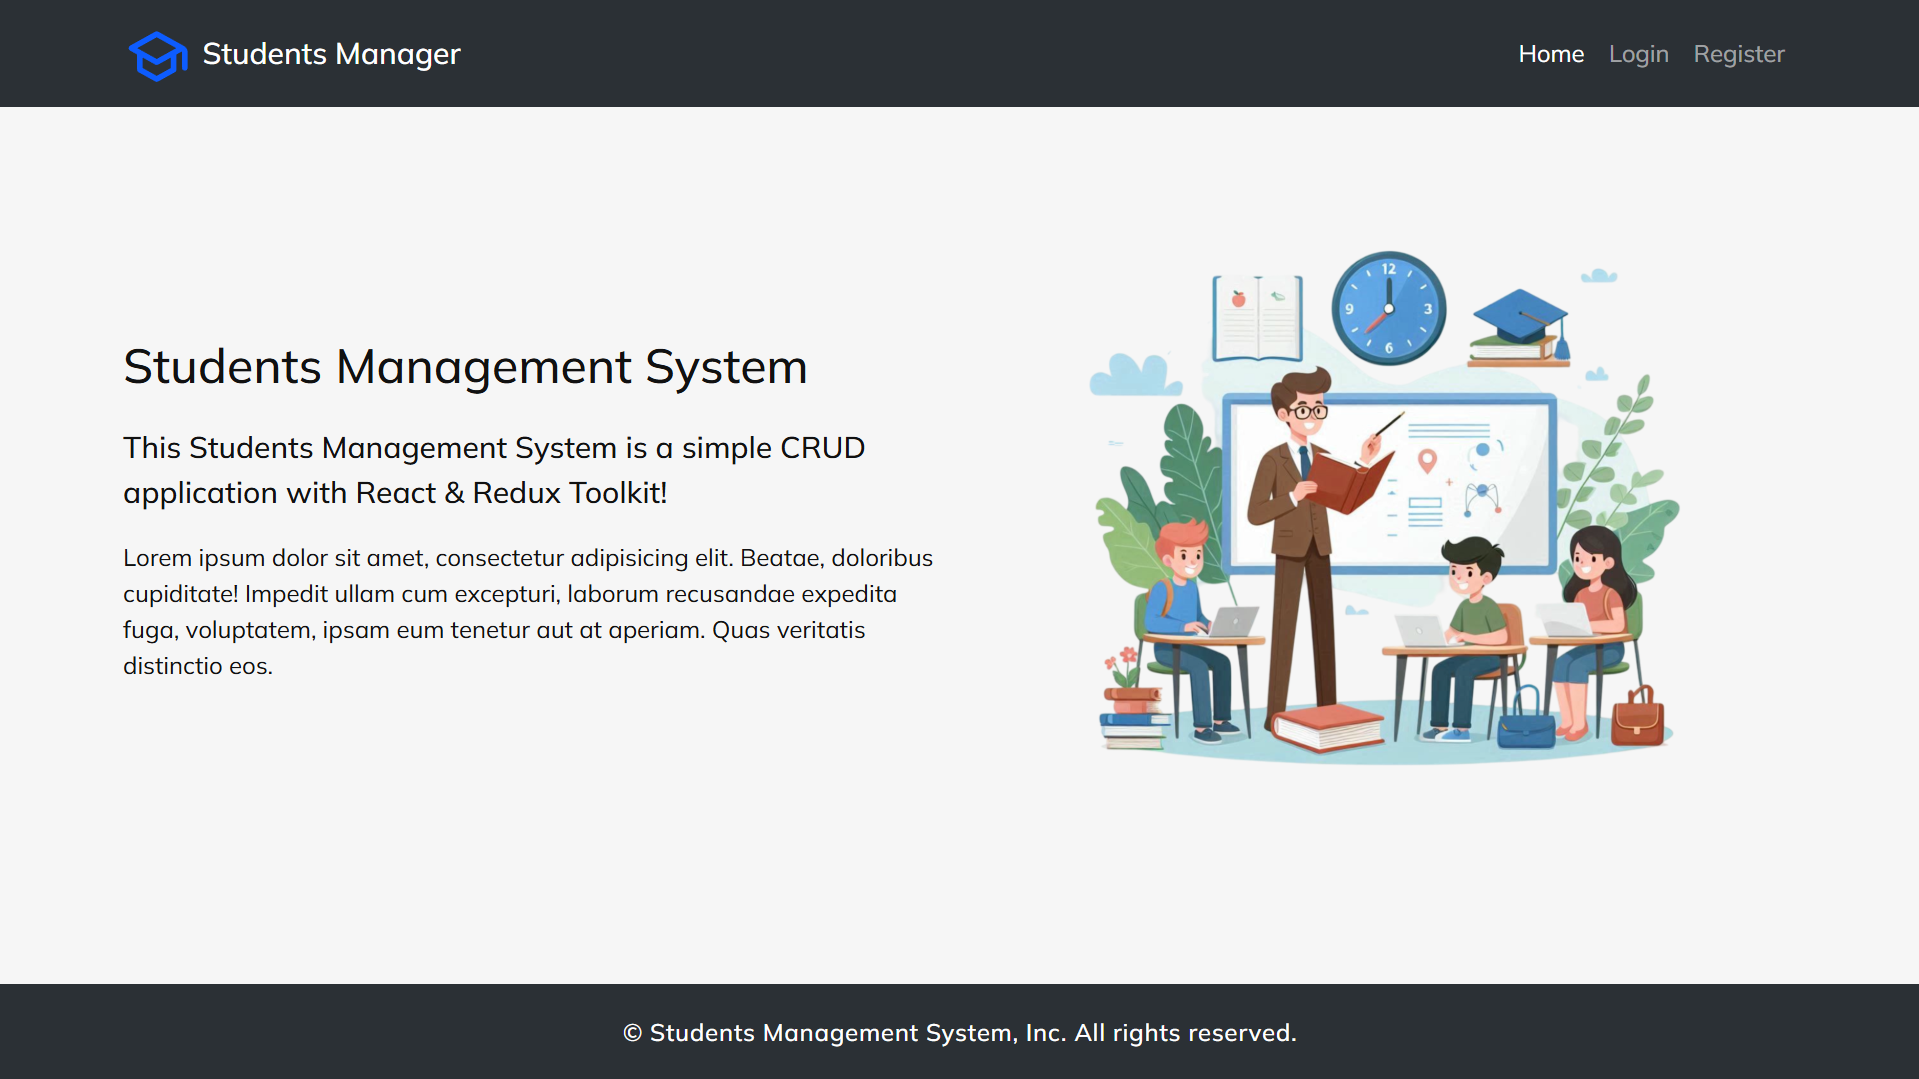 Students Manager
Home Login Register
Students Management System
This Students Management System is a simple CRUD
application with React & Redux Toolkit!
Lorem ipsum dolor sit amet, consectetur adipisicing elit. Beatae, doloribus
cupiditate! Impedit ullam cum excepturi, laborum recusandae expedita
fuga, voluptatem, ipsam eum tenetur aut at aperiam. Quas veritatis
distinctio eos.
12
9 3
6
© Students Management System, Inc. All rights reserved.